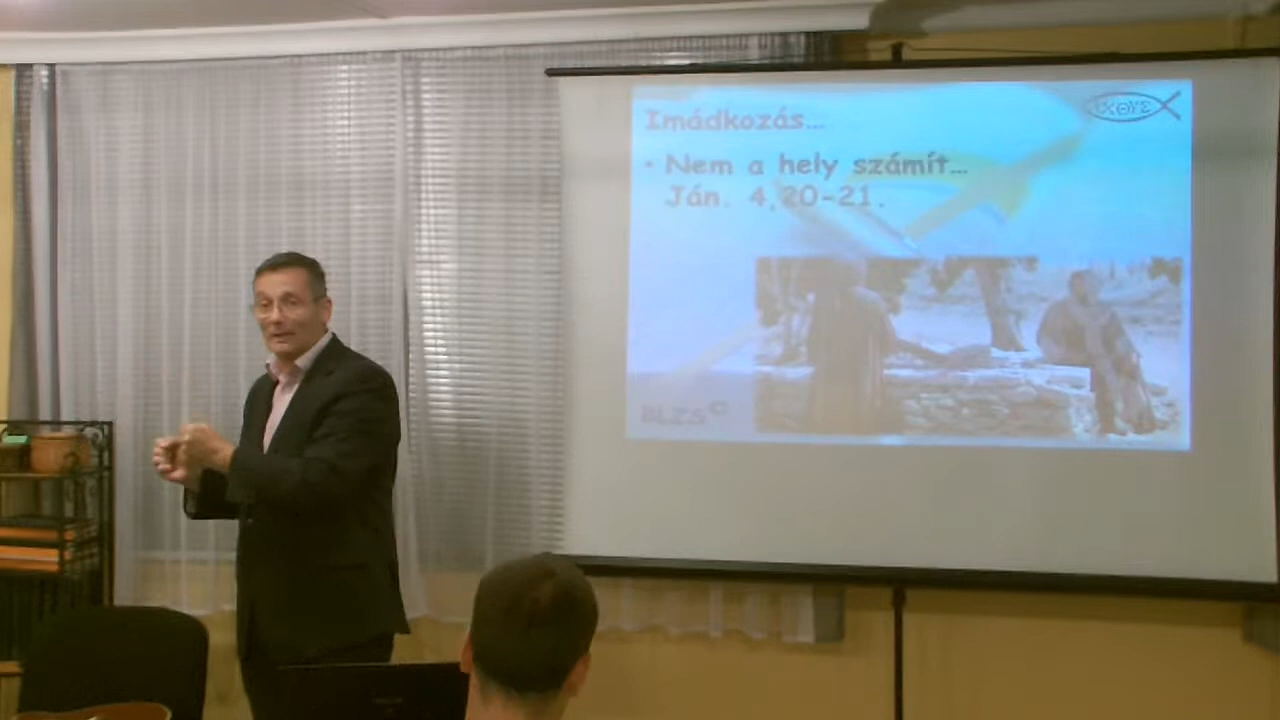 Imádkozás...
ΙΧΘΥΣ
• Nem a hely számít...
Ján. 4,20-21.
BLZS©